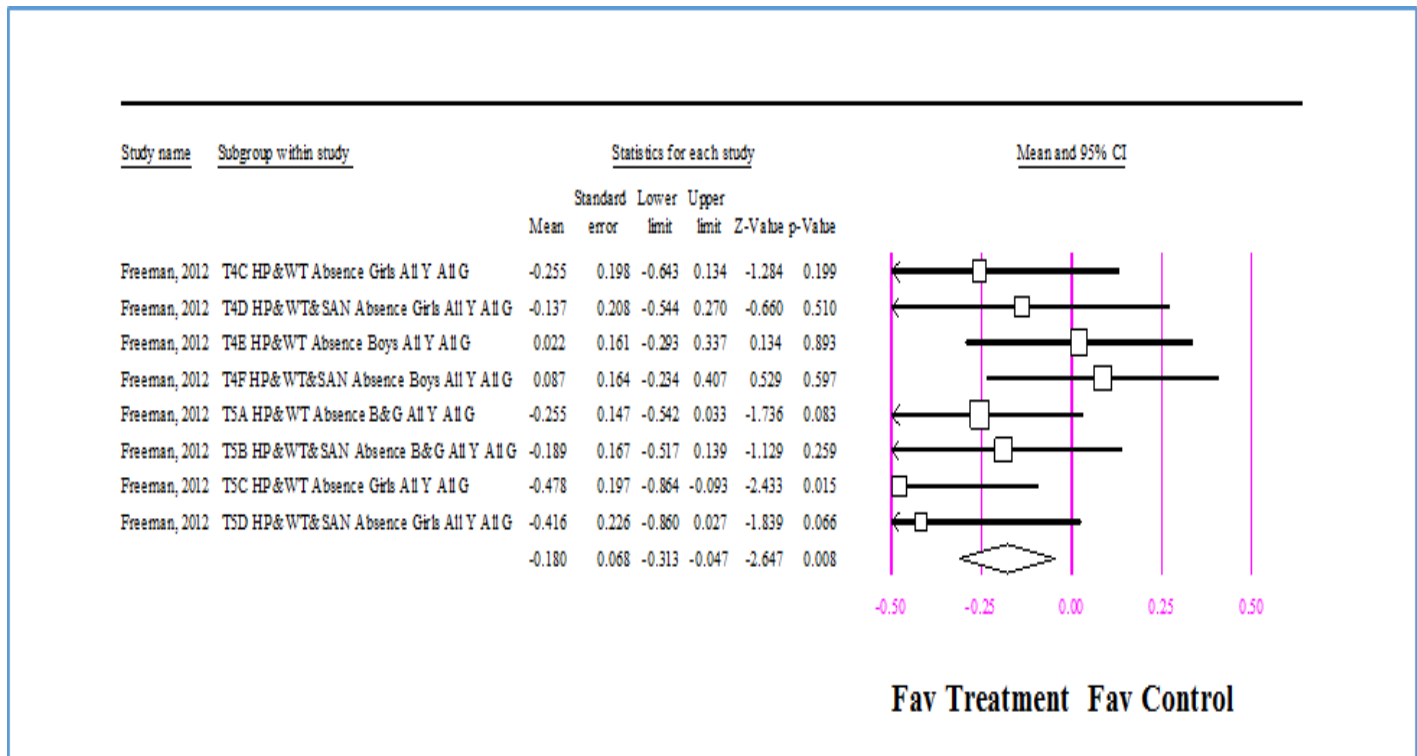 Study name Subgroup within study Statistics for each study Mean and 95% CI
Standard Lower Upper
Mean error limit limit Z-Value p-Value
Freeman, 2012 T4C HP&WT Absence Girls All Y All G -0.255 0.198 -0.643 0.134 -1.284 0.199
Freeman, 2012 T4D HP&WT&SAN Absence Girls All Y All G -0.137 0.208 -0.544 0.270 -0.660 0.510
Freeman, 2012 T4E HP&WT Absence Boys All Y All G 0.022 0.161 -0.293 0.337 0.134 0.893
Freeman, 2012 T4F HP&WT&SAN Absence Boys All Y All G 0.087 0.164 -0.234 0.407 0.529 0.597
Freeman, 2012 T5A HP&WT Absence B&G All Y All G -0.255 0.147 -0.542 0.033 -1.736 0.083
Freeman, 2012 T5B HP&WT&SAN Absence B&G All Y All G -0.189 0.167 -0.517 0.139 -1.129 0.259
Freeman, 2012 T5C HP&WT Absence Girls All Y All G -0.478 0.197 -0.864 -0.093 -2.433 0.015
Freeman, 2012 T5D HP&WT&SAN Absence Girls All Y All G -0.416 0.226 -0.860 0.027 -1.839 0.066
-0.180 0.068 -0.313 -0.047 -2.647 0.008
-0.50 -0.25 0.00 0.25 0.50
Fav Treatment Fav Control